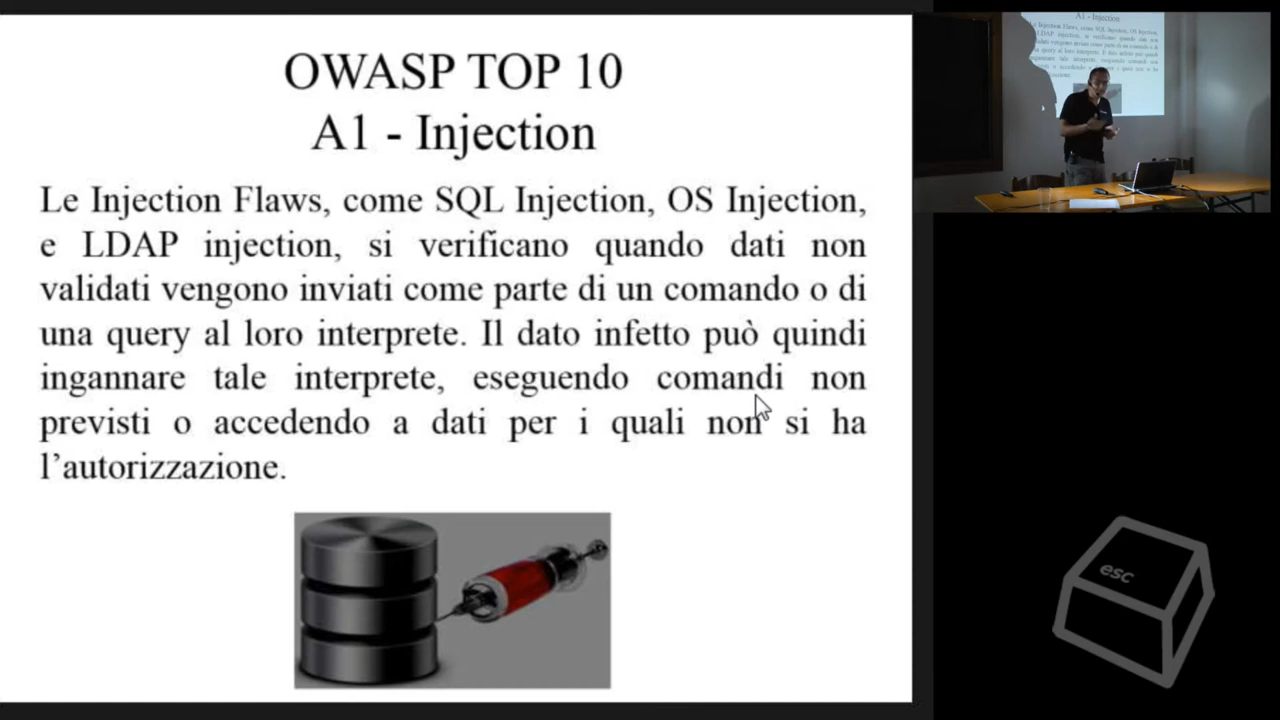 OWASP TOP 10
A1 - Injection
Le Injection Flaws, come SQL Injection, OS Injection,
e LDAP injection, si verificano quando dati non
validati vengono inviati come parte di un comando o di
una query al loro interprete. Il dato infetto può quindi
ingannare tale interprete, eseguendo comandi non
previsti o accedendo a dati per i quali non si ha
l’autorizzazione.
A1 - Injection
esc